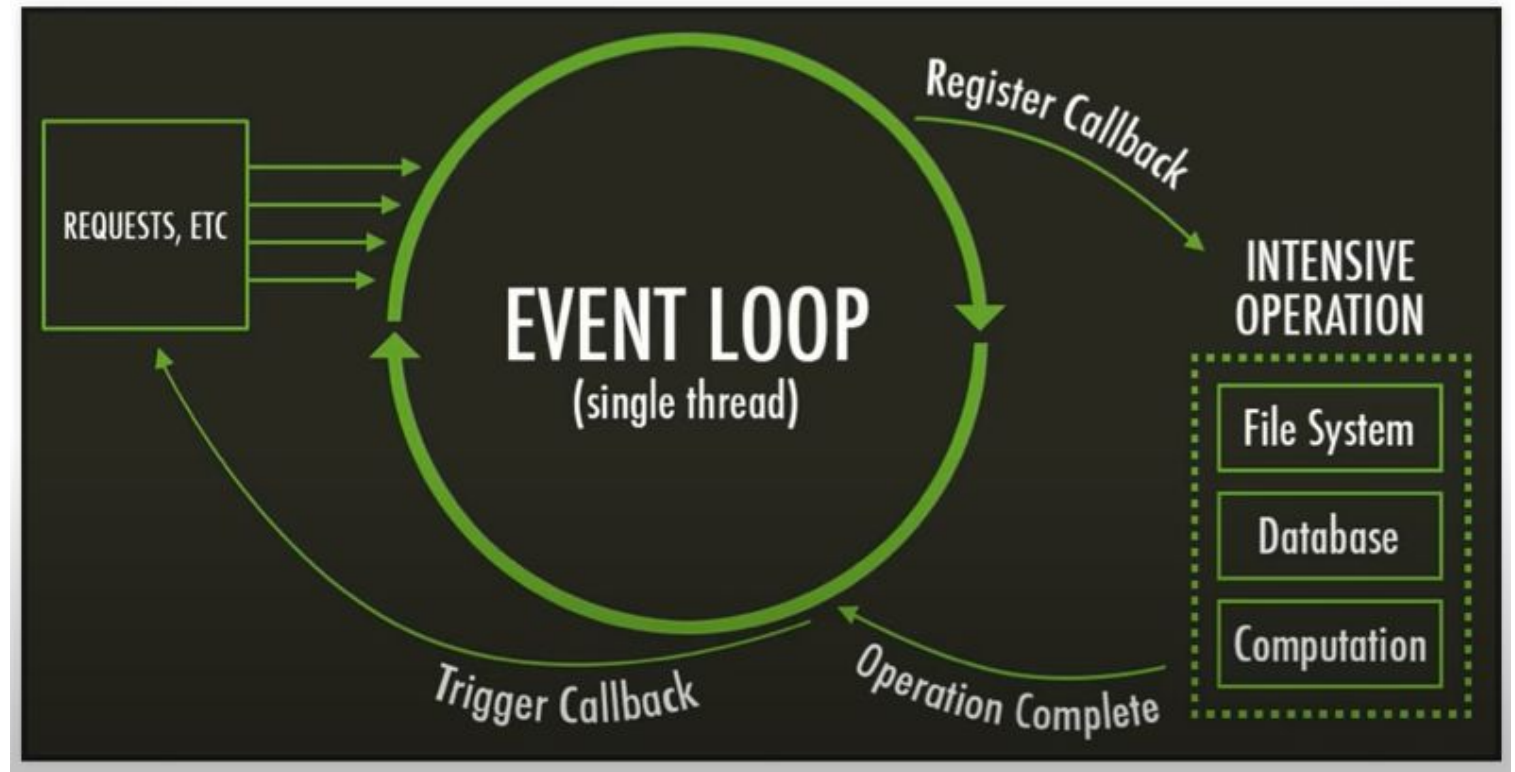 REQUESTS, ETC
Register Callback
EVENT LOOP
(single thread)
INTENSIVE
OPERATION
File System
Database
Computation
Operation Complete
Trigger Callback